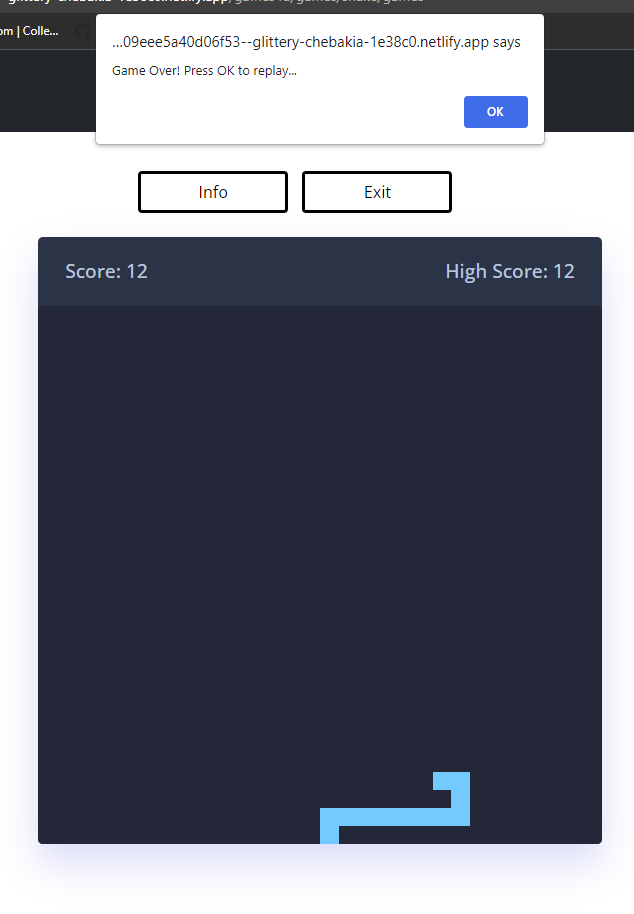 om | Colle...
...09eee5a40d06f53--glittery-chebakia-1e38c0.netlify.app says
Game Over! Press OK to replay...
OK
Info
Exit
Score: 12
High Score: 12